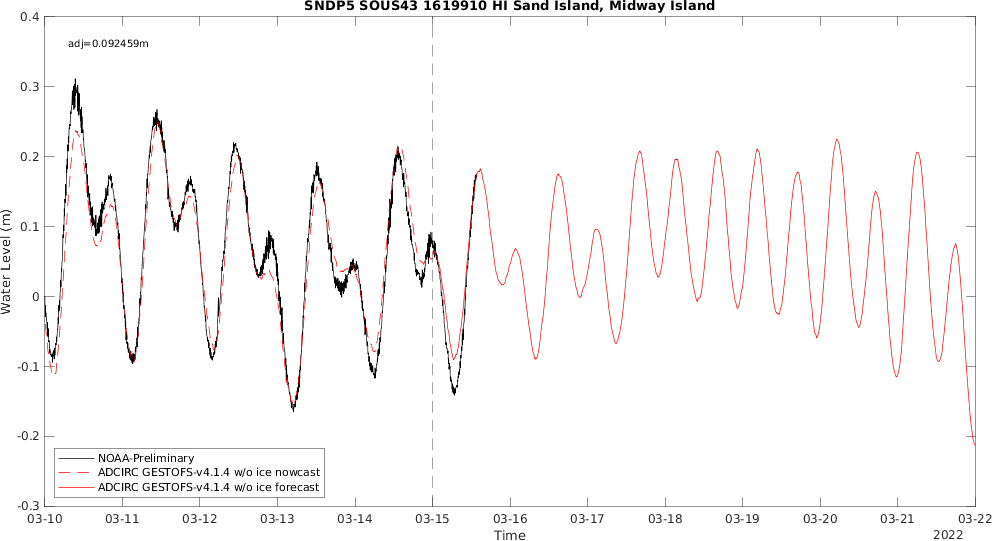 SNDP5 SOUS43 1619910 HI Sand Island, Midway Island
0.4
adj=0.092459m
0.3
0.2
0.1
0
-0.1
-0.2
-0.3
Water Level (m)
NOAA-Preliminary
ADCIRC GESTOFS-v4.1.4 w/o ice nowcast
ADCIRC GESTOFS-v4.1.4 w/o ice forecast
03-10 03-11 03-12 03-13 03-14 03-15 03-16 03-17 03-18 03-19 03-20 03-21 03-22
Time
2022